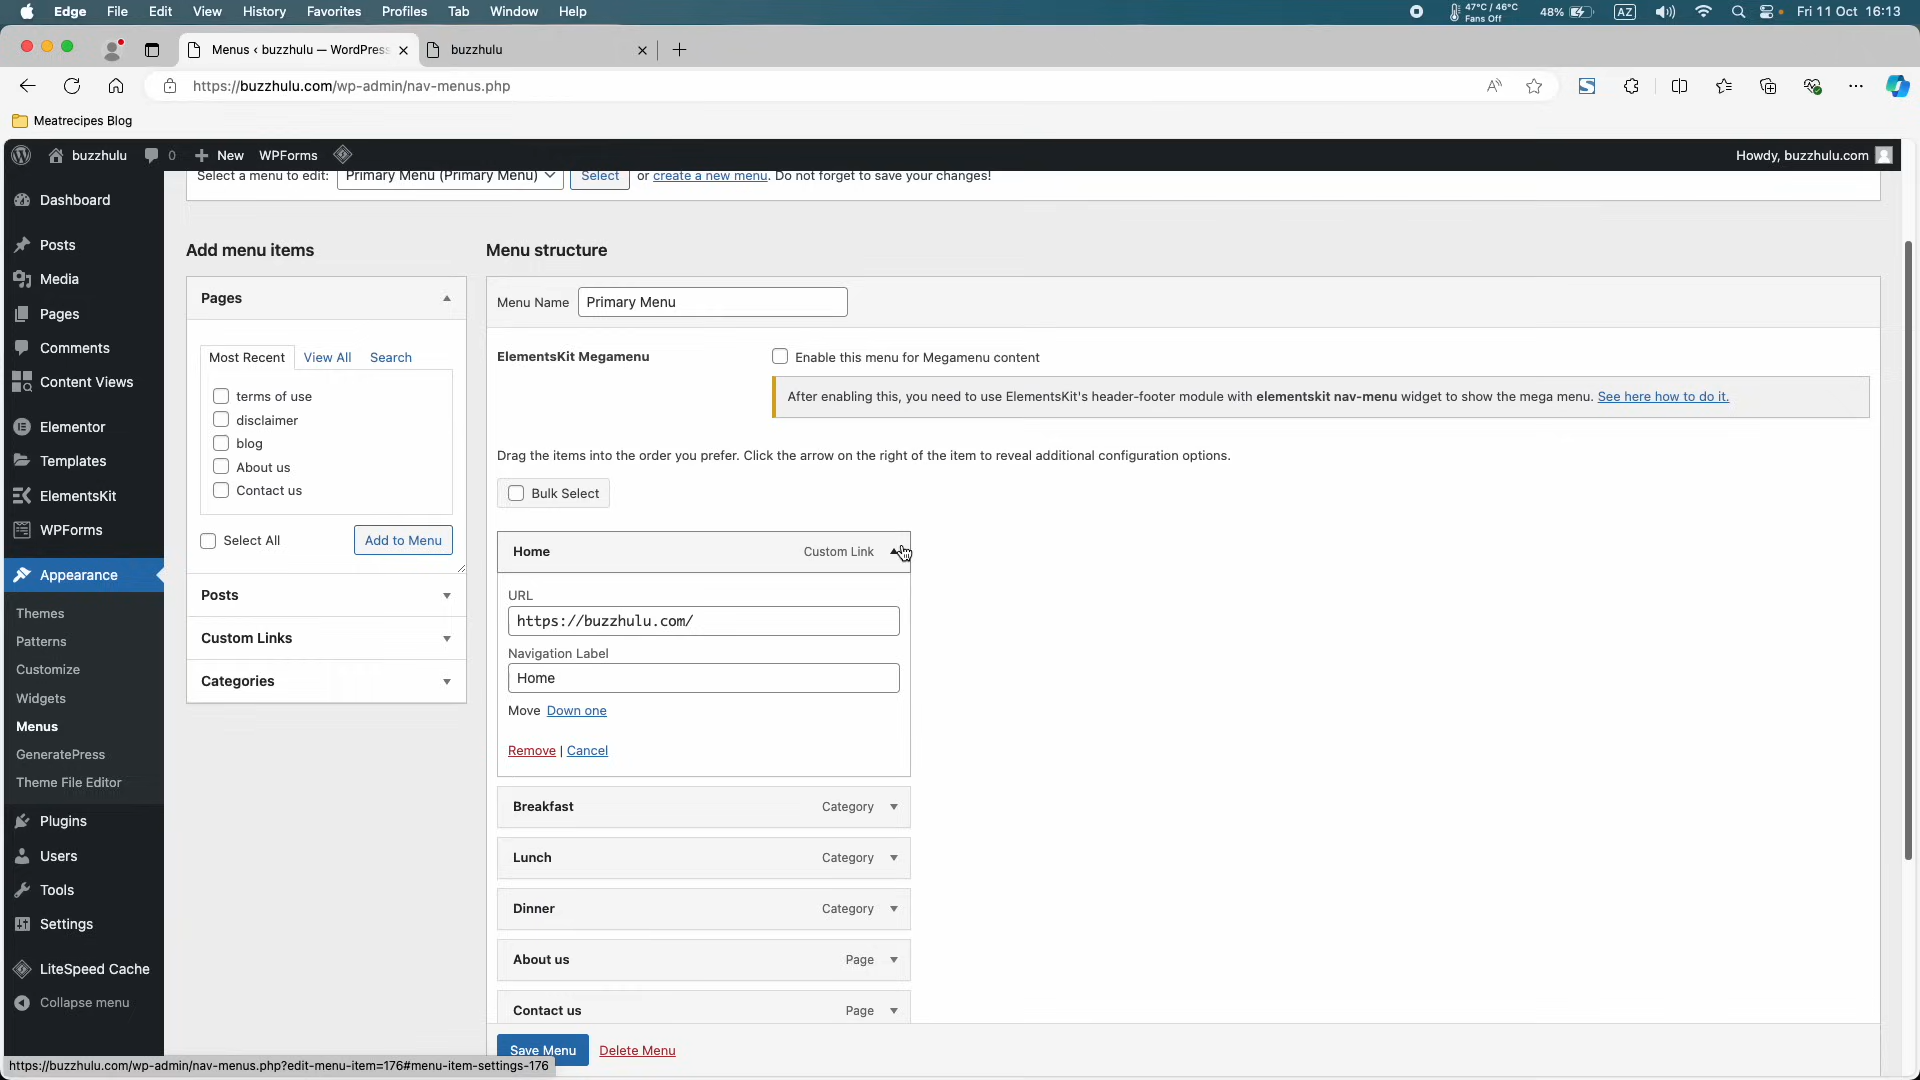 Edge File Edit View History Favorites Profiles Tab Window Help 47°C / 46°C Fans Off 48% AZ Fri 11 Oct 16:13
Menus ‹ buzzhulu — WordPress buzzhulu
https://buzzhulu.com/wp-admin/nav-menus.php
Meatrecipes Blog
buzzhulu 0 New WPForms Howdy, buzzhulu.com
Select a menu to edit: Primary Menu (Primary Menu) Select or create a new menu. Do not forget to save your changes!
Dashboard
Posts
Media
Pages
Comments
Content Views
Elementor
Templates
ElementsKit
WPForms
Appearance
Themes
Patterns
Customize
Widgets
Menus
GeneratePress
Theme File Editor
Plugins
Users
Tools
Settings
LiteSpeed Cache
Collapse menu
Add menu items
Pages
Most Recent View All Search
terms of use
disclaimer
blog
About us
Contact us
Select All Add to Menu
Posts
Custom Links
Categories
Menu structure
Menu Name Primary Menu
ElementsKit Megamenu Enable this menu for Megamenu content
After enabling this, you need to use ElementsKit's header-footer module with elementskit nav-menu widget to show the mega menu. See here how to do it.
Drag the items into the order you prefer. Click the arrow on the right of the item to reveal additional configuration options.
Bulk Select
Home Custom Link
URL
https://buzzhulu.com/
Navigation Label
Home
Move Down one
Remove | Cancel
Breakfast Category
Lunch Category
Dinner Category
About us Page
Contact us Page
Save Menu Delete Menu
https://buzzhulu.com/wp-admin/nav-menus.php?edit-menu-item=176#menu-item-settings-176